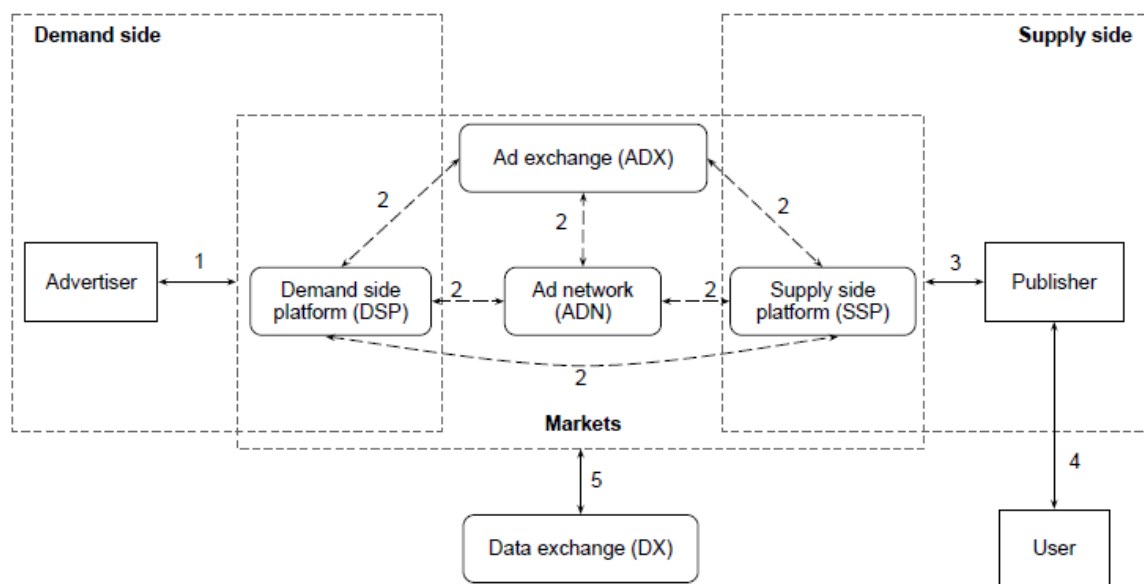 Demand side
Supply side
Ad exchange (ADX)
2
2
2
Advertiser
1
Demand side
platform (DSP)
2
Ad network
(ADN)
2
Supply side
platform (SSP)
3
Publisher
2
Markets
5
4
Data exchange (DX)
User